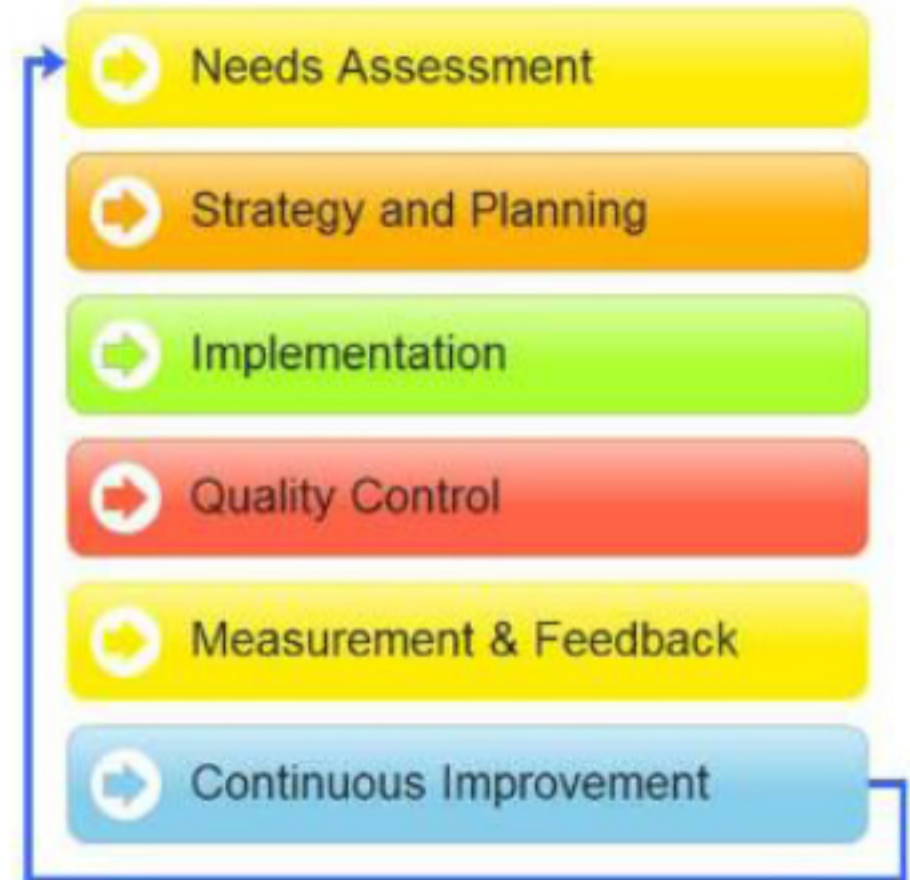 Needs Assessment
Strategy and Planning
Implementation
Quality Control
Measurement & Feedback
Continuous Improvement